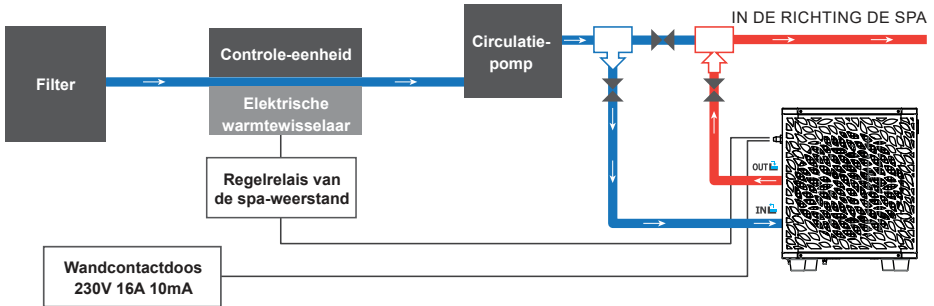 IN DE RICHTING DE SPA
Filter
Controle-eenheid
Elektrische
warmtewisselaar
Circulatie-
pomp
Regelrelais van
de spa-weerstand
OUT
IN
Wandcontactdoos
230V 16A 10mA